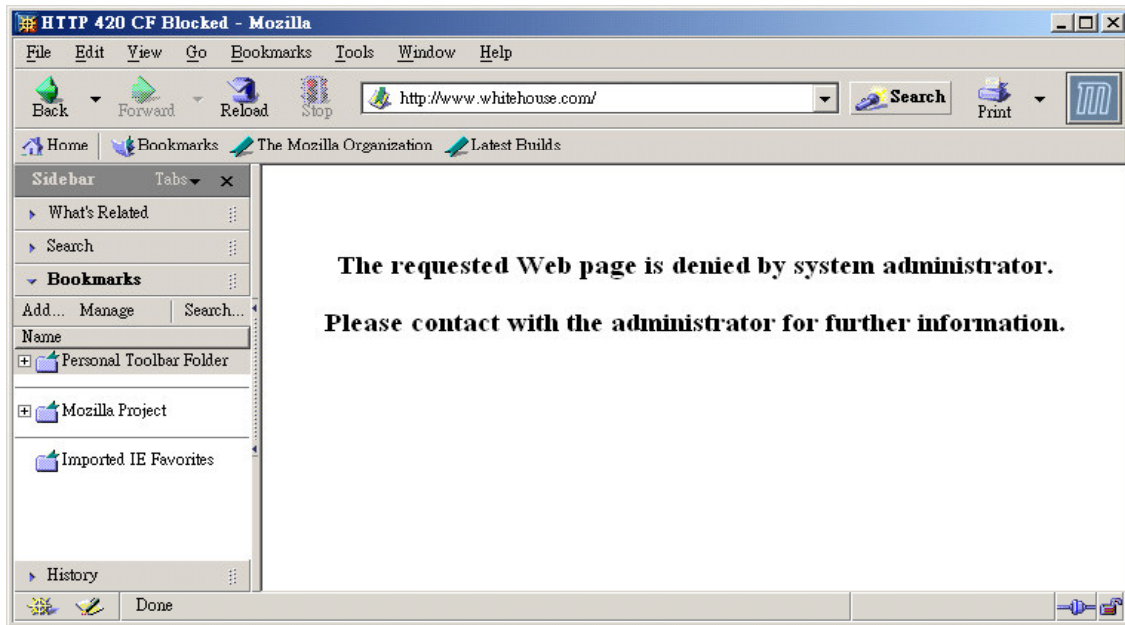 HTTP 420 CF Blocked - Mozilla
File Edit View Go Bookmarks Tools Window Help
Back Forward Reload Stop http://www.whitehouse.com/ Search Print
Home Bookmarks The Mozilla Organization Latest Builds
Sidebar Tabs
What's Related
Search
Bookmarks
Add... Manage Search...
Name
Personal Toolbar Folder
Mozilla Project
Imported IE Favorites
History
The requested Web page is denied by system administrator.
Please contact with the administrator for further information.
Done